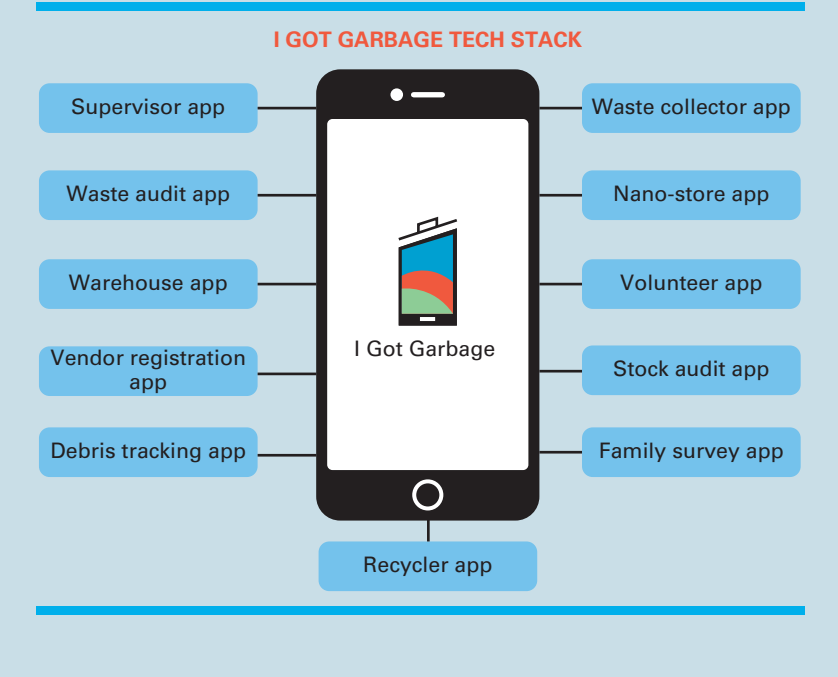 I GOT GARBAGE TECH STACK
Supervisor app
Waste collector app
Waste audit app
Nano-store app
Warehouse app
Volunteer app
I Got Garbage
Vendor registration
app
Stock audit app
Debris tracking app
Family survey app
Recycler app